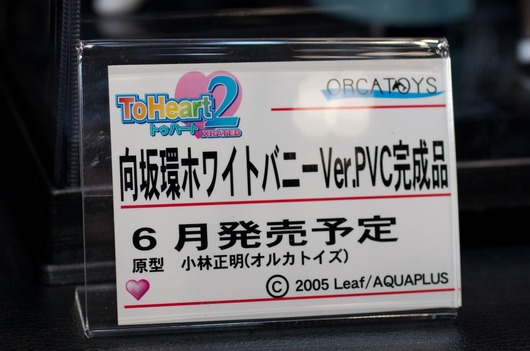 ToHeart2
トゥハート
XRATED
ORCATOYS
向坂環ホワイトバニーVer.PVC完成品
6月発売予定
原型 小林正明(オルカトイズ)
© 2005 Leaf/AQUAPLUS